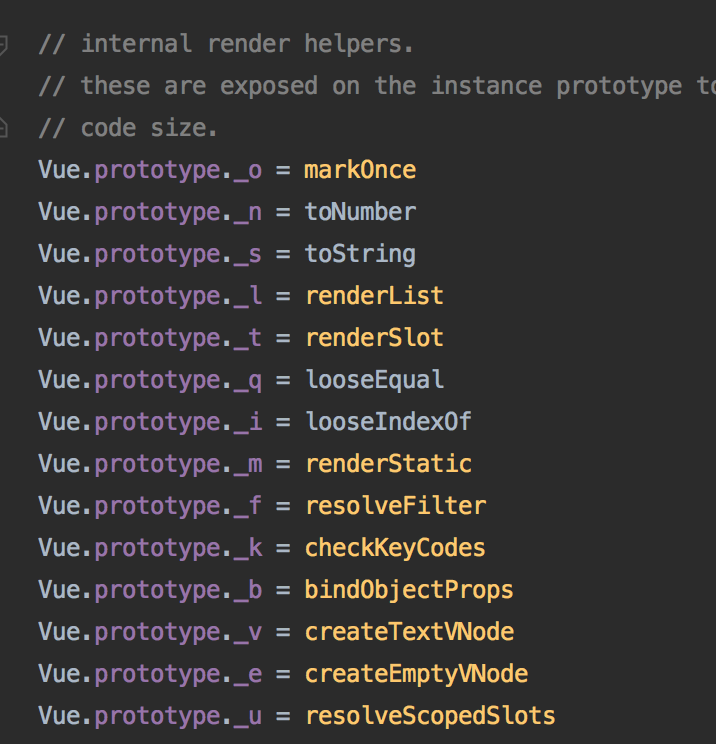 // internal render helpers.
// these are exposed on the instance prototype to
// code size.
Vue.prototype._o = markOnce
Vue.prototype._n = toNumber
Vue.prototype._s = toString
Vue.prototype._l = renderList
Vue.prototype._t = renderSlot
Vue.prototype._q = looseEqual
Vue.prototype._i = looseIndexOf
Vue.prototype._m = renderStatic
Vue.prototype._f = resolveFilter
Vue.prototype._k = checkKeyCodes
Vue.prototype._b = bindObjectProps
Vue.prototype._v = createTextVNode
Vue.prototype._e = createEmptyVNode
Vue.prototype._u = resolveScopedSlots